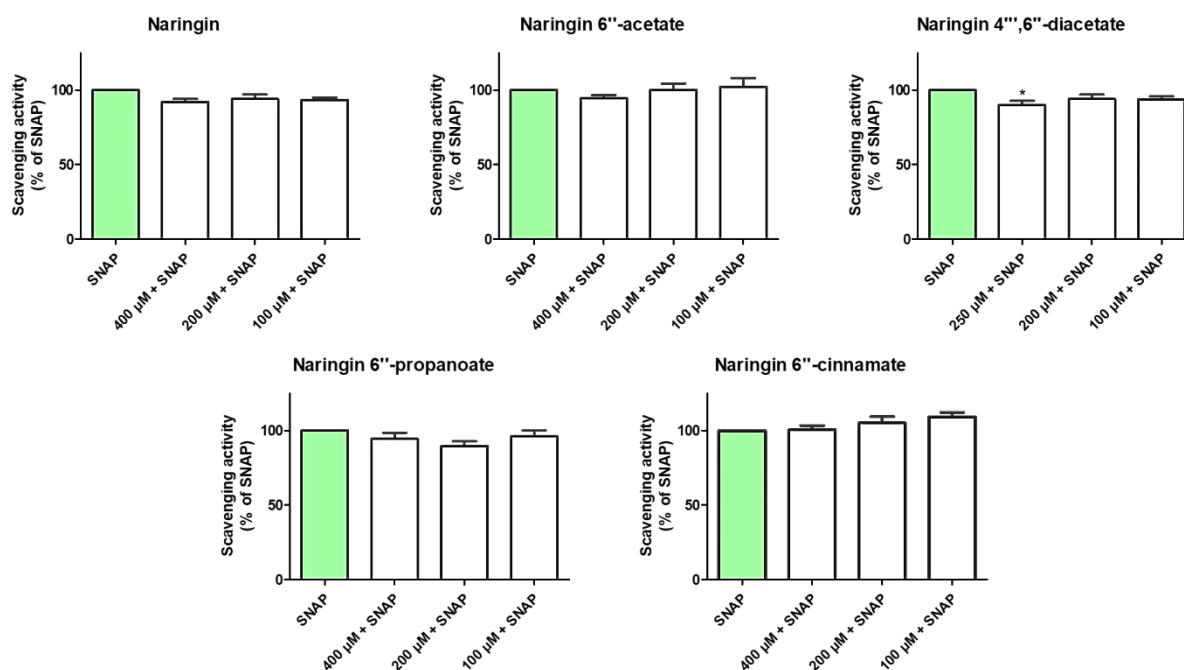 Naringin
Scavenging activity
(% of SNAP)
100
50
0
SNAP
400 µM + SNAP
200 µM + SNAP
100 µM + SNAP
Naringin 6''-acetate
Scavenging activity
(% of SNAP)
100
50
0
SNAP
400 µM + SNAP
200 µM + SNAP
100 µM + SNAP
Naringin 4''',6''-diacetate
Scavenging activity
(% of SNAP)
100
50
0
*
SNAP
250 µM + SNAP
200 µM + SNAP
100 µM + SNAP
Naringin 6''-propanoate
Scavenging activity
(% of SNAP)
100
50
0
SNAP
400 µM + SNAP
200 µM + SNAP
100 µM + SNAP
Naringin 6''-cinnamate
Scavenging activity
(% of SNAP)
100
50
0
SNAP
400 µM + SNAP
200 µM + SNAP
100 µM + SNAP